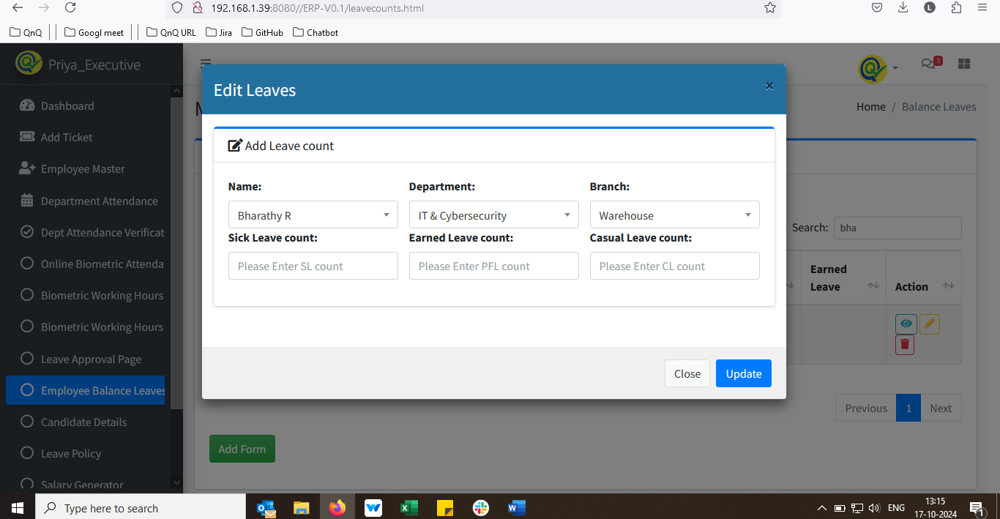 192.168.1.39:8080//ERP-V0.1/leavecounts.html
L
QnQ
Googl meet
QnQ URL
Jira
GitHub
Chatbot
Priya_Executive
3
Edit Leaves
×
Home / Balance Leaves
Dashboard
Add Ticket
Employee Master
Department Attendance
Dept Attendance Verificat
Online Biometric Attenda
Biometric Working Hours
Biometric Working Hours
Leave Approval Page
Employee Balance Leaves
Candidate Details
Leave Policy
Salary Generator
Add Leave count
Name: Department: Branch:
Bharathy R IT & Cybersecurity Warehouse
Sick Leave count: Earned Leave count: Casual Leave count:
Please Enter SL count Please Enter PFL count Please Enter CL count
Close Update
Search: bha
Earned
Leave
Action
Previous 1 Next
Add Form
Type here to search
ENG
13:15
17-10-2024
1